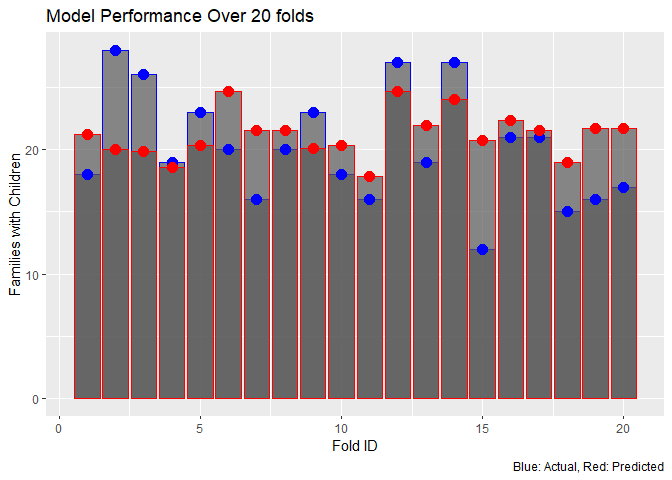 Model Performance Over 20 folds
Families with Children
20
10
0
0
5
10
15
20
Fold ID
Blue: Actual, Red: Predicted